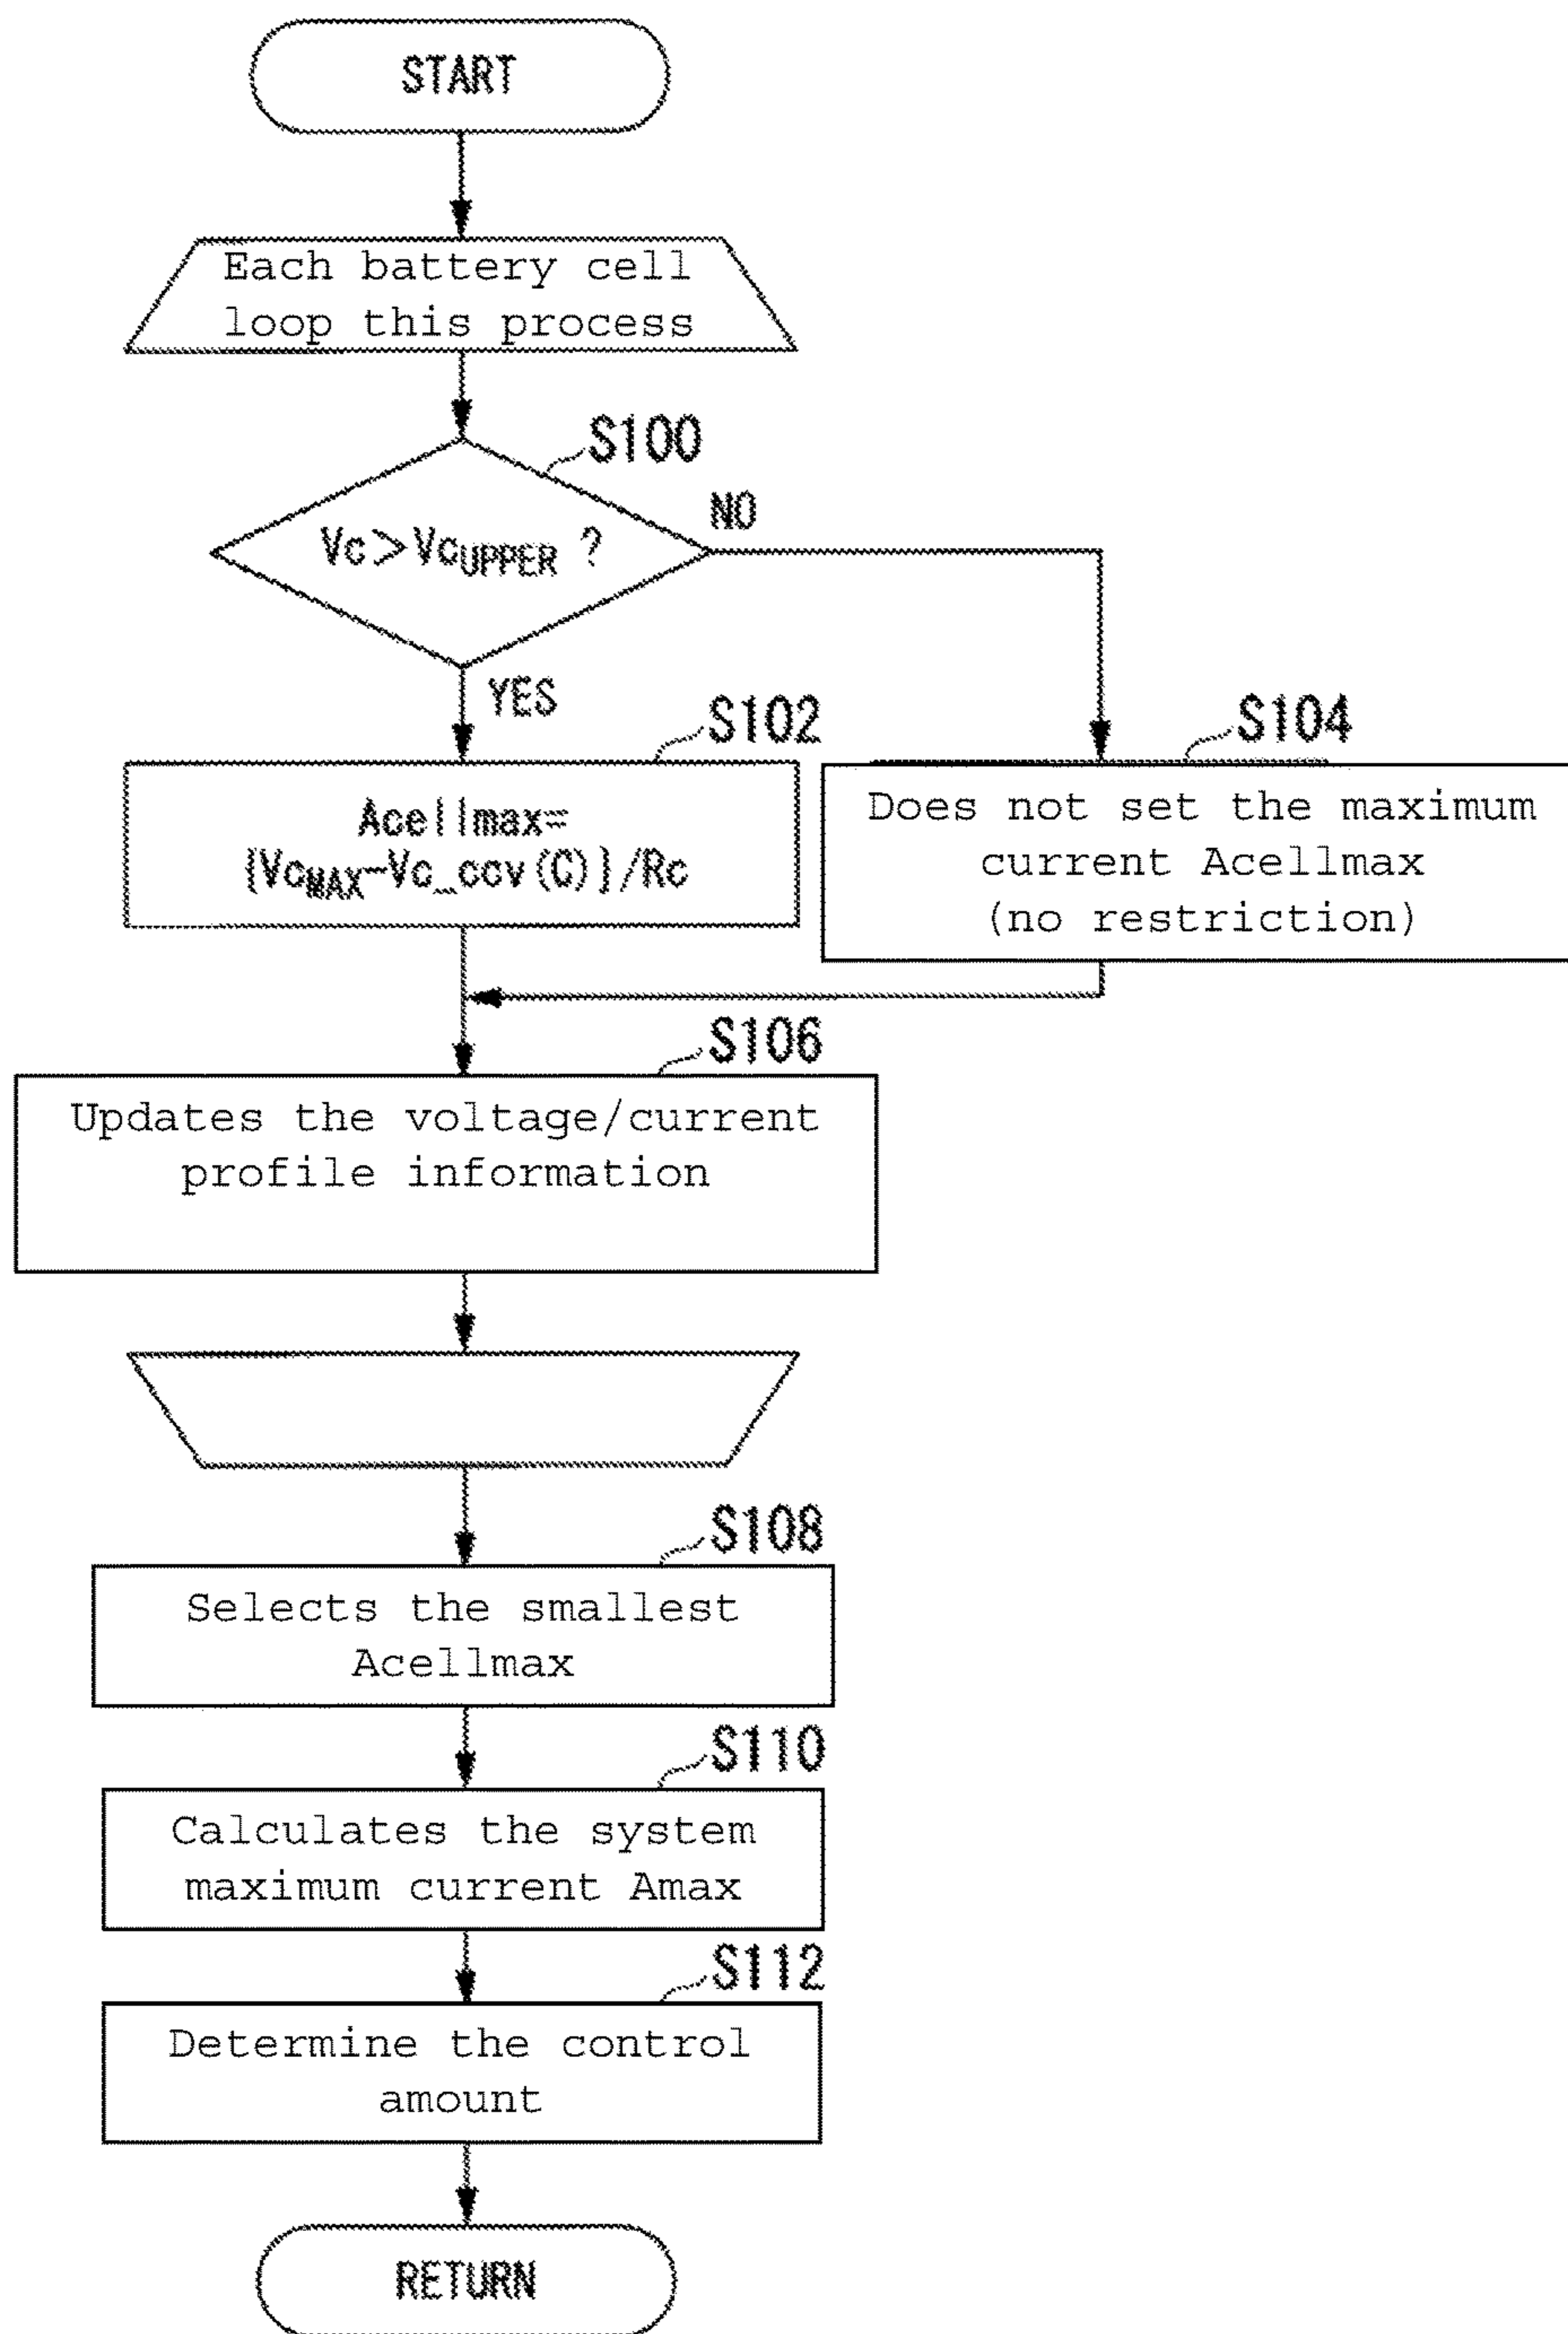 START
Each battery cell
loop this process
S100
Vc>VcUPPER ?
NO
YES
S102
Acellmax=
{VcMAX-Vc_ccv(C)}/Rc
S104
Does not set the maximum
current Acellmax
(no restriction)
S106
Updates the voltage/current
profile information
S108
Selects the smallest
Acellmax
S110
Calculates the system
maximum current Amax
S112
Determine the control
amount
RETURN